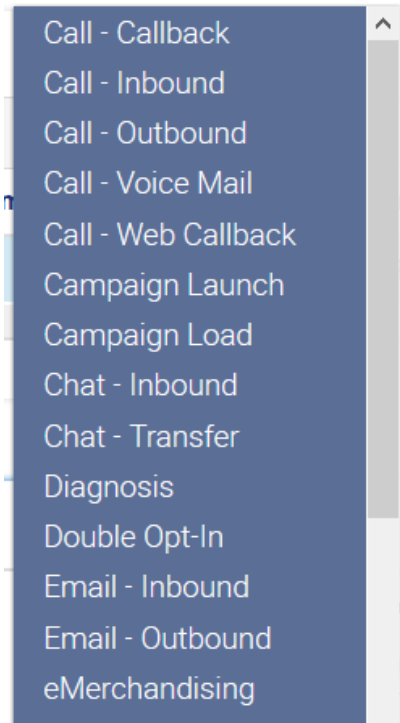 Call - Callback
Call - Inbound
Call - Outbound
Call - Voice Mail
Call - Web Callback
Campaign Launch
Campaign Load
Chat - Inbound
Chat - Transfer
Diagnosis
Double Opt-In
Email - Inbound
Email - Outbound
eMerchandising